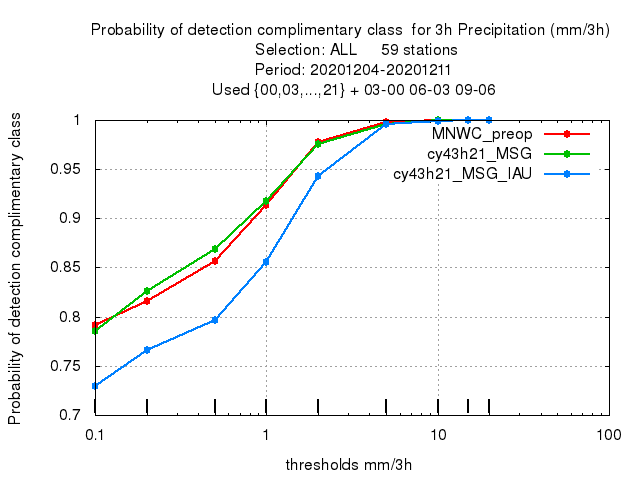 Probability of detection complimentary class for 3h Precipitation (mm/3h)
Selection: ALL 59 stations
Period: 20201204-20201211
Used {00,03,...,21} + 03-00 06-03 09-06
Probability of detection complimentary class
1
0.95
0.9
0.85
0.8
0.75
0.7
MNWC_preop
cy43h21_MSG
cy43h21_MSG_IAU
0.1 1 10 100
thresholds mm/3h